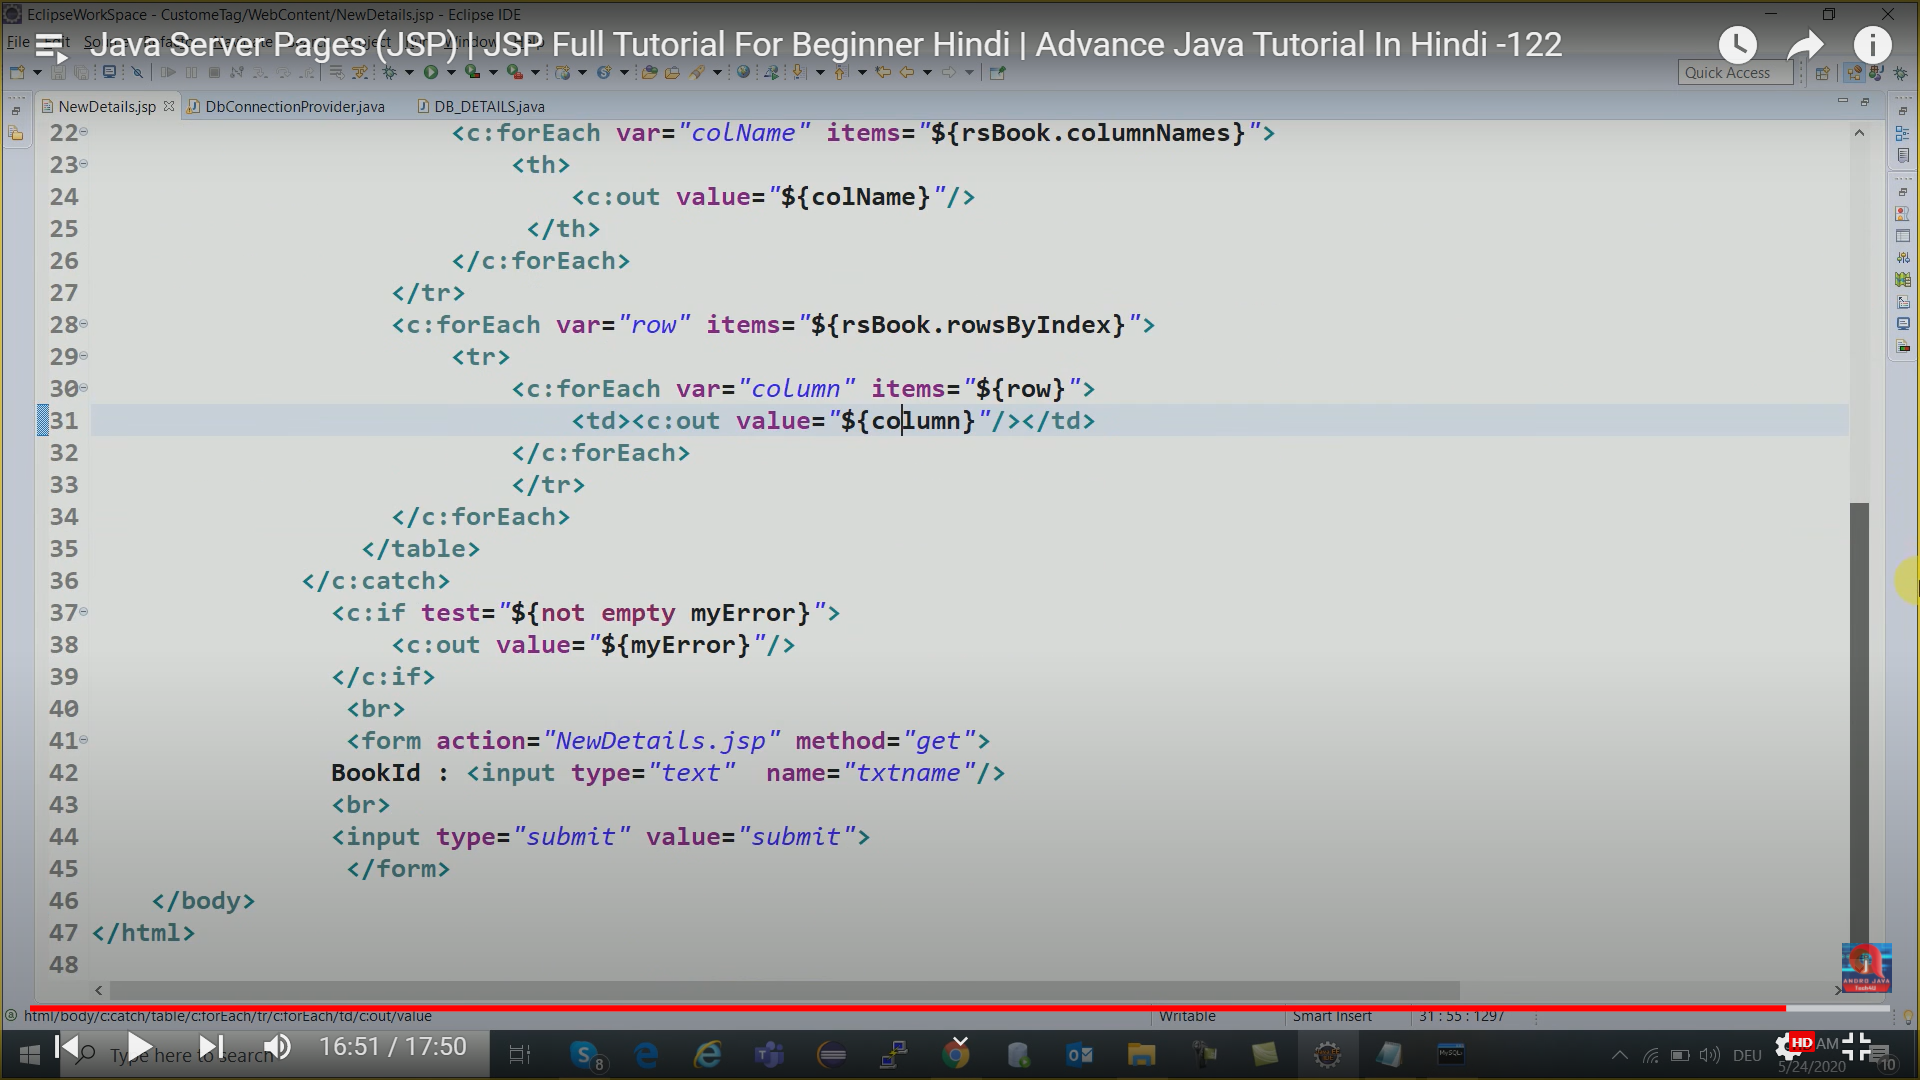 EclipseWorkSpace - CustomeTag/WebContent/NewDetails.jsp - Eclipse IDE
Java Server Pages (JSP) | JSP Full Tutorial For Beginner Hindi | Advance Java Tutorial In Hindi -122
Quick Access
NewDetails.jsp DbConnectionProvider.java DB_DETAILS.java
22 <c:forEach var="colName" items="${rsBook.columnNames}">
23 <th>
24 <c:out value="${colName}"/>
25 </th>
26 </c:forEach>
27 </tr>
28 <c:forEach var="row" items="${rsBook.rowsByIndex}">
29 <tr>
30 <c:forEach var="column" items="${row}">
31 <td><c:out value="${column}"/></td>
32 </c:forEach>
33 </tr>
34 </c:forEach>
35 </table>
36 </c:catch>
37 <c:if test="${not empty myError}">
38 <c:out value="${myError}"/>
39 </c:if>
40 <br>
41 <form action="NewDetails.jsp" method="get">
42 BookId : <input type="text" name="txtname"/>
43 <br>
44 <input type="submit" value="submit">
45 </form>
46 </body>
47 </html>
48
html/body/c:catch/table/c:forEach/tr/c:forEach/td/c:out/value Writable Smart Insert 31 : 55 : 1297
Type here to search 16:51 / 17:50 8 DEU HD AM
5/24/2020 10